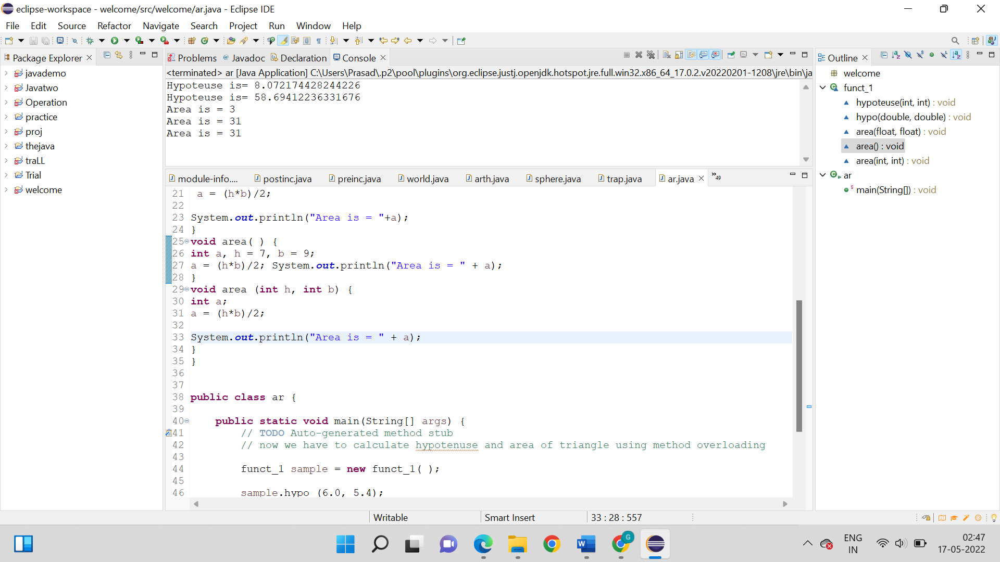 eclipse-workspace - welcome/src/welcome/ar.java - Eclipse IDE
File Edit Source Refactor Navigate Search Project Run Window Help
Package Explorer
javademo
Javatwo
Operation
practice
proj
thejava
traLL
Trial
welcome
Problems @ Javadoc Declaration Console
<terminated> ar [Java Application] C:\Users\Prasad\.p2\pool\plugins\org.eclipse.justj.openjdk.hotspot.jre.full.win32.x86_64_17.0.2.v20220201-1208\jre\bin\ja
Hypoteuse is= 8.072174428244226
Hypoteuse is= 58.69412236331676
Area is = 3
Area is = 31
Area is = 31
module-info.... postinc.java preinc.java world.java arth.java sphere.java trap.java ar.java »49
21 a = (h*b)/2;
22
23 System.out.println("Area is = "+a);
24 }
25 void area( ) {
26 int a, h = 7, b = 9;
27 a = (h*b)/2; System.out.println("Area is = " + a);
28 }
29 void area (int h, int b) {
30 int a;
31 a = (h*b)/2;
32
33 System.out.println("Area is = " + a);
34 }
35 }
36
37
38 public class ar {
39
40 public static void main(String[] args) {
41 // TODO Auto-generated method stub
42 // now we have to calculate hypotenuse and area of triangle using method overloading
43
44 funct_1 sample = new funct_1( );
45
46 sample.hypo (6.0, 5.4);
Outline
welcome
funct_1
hypoteuse(int, int) : void
hypo(double, double) : void
area(float, float) : void
area() : void
area(int, int) : void
ar
main(String[]) : void
Writable Smart Insert 33 : 28 : 557
ENG
IN
02:47
17-05-2022